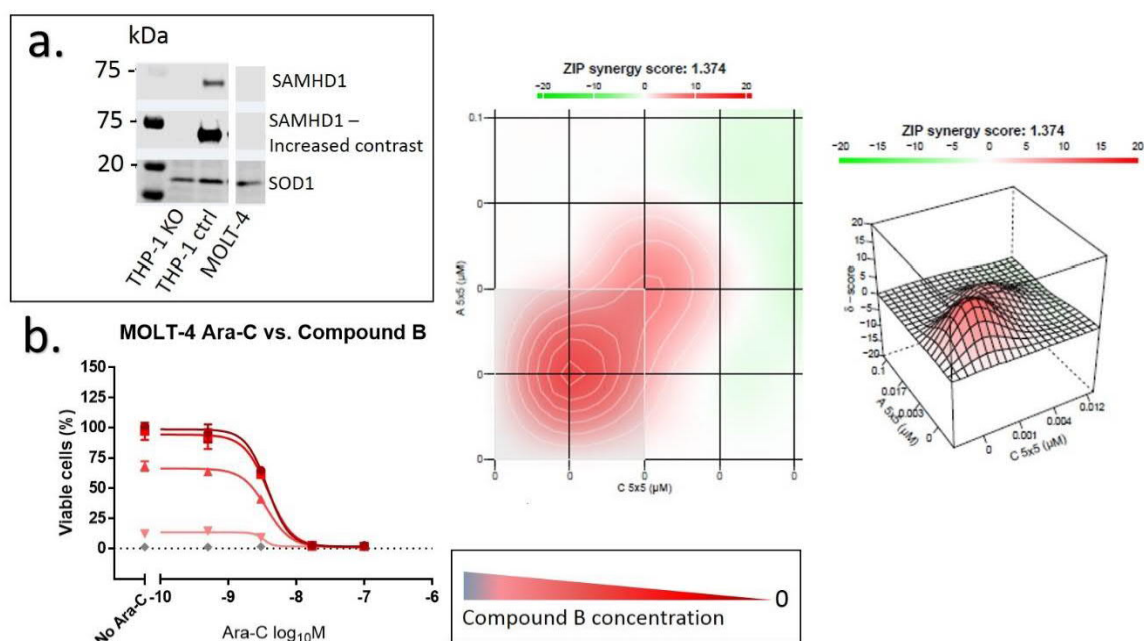 a.
kDa
75
SAMHD1
75
SAMHD1 –
Increased contrast
20
SOD1
THP-1 KO
THP-1 ctrl
MOLT-4
b.
MOLT-4 Ara-C vs. Compound B
150
125
100
75
50
25
0
Viable cells (%)
No Ara-C
-10
-9
-8
-7
-6
Ara-C log10M
ZIP synergy score: 1.374
-20
-10
0
10
20
0.1
0
0
0
0
A 5x5 (µM)
0
0
0
0
C 5x5 (µM)
Compound B concentration
0
ZIP synergy score: 1.374
-20
-15
-10
-5
0
5
10
15
20
20
15
10
5
0
-5
-10
-15
-20
δ -score
0.1
0.017
0.003
0
A 5x5 (µM)
0
0.001
0.004
0.012
C 5x5 (µM)